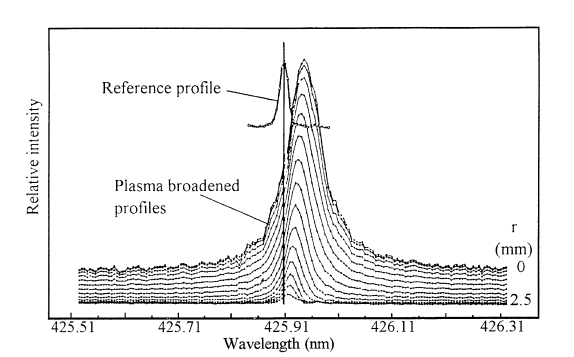 Relative intensity
Reference profile
Plasma broadened
profiles
r
(mm)
0
2.5
425.51 425.71 425.91 426.11 426.31
Wavelength (nm)